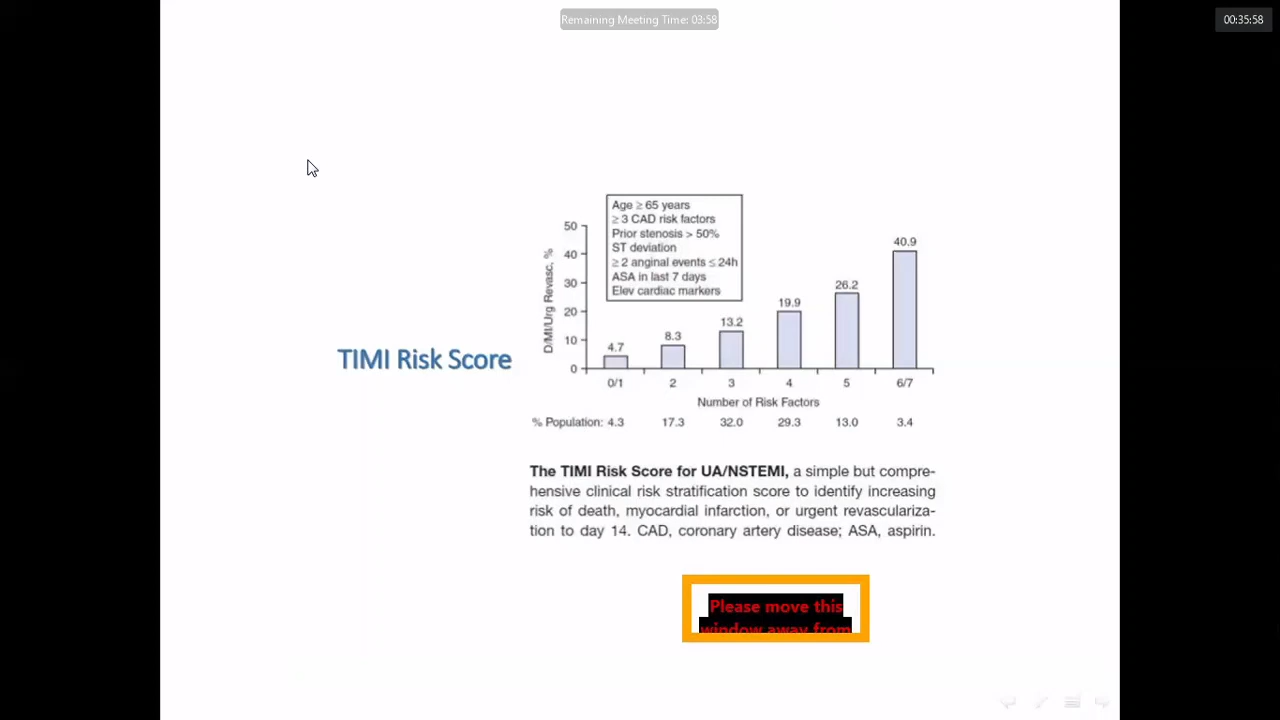 Remaining Meeting Time: 03:58
00:35:58
Age ≥ 65 years
≥ 3 CAD risk factors
Prior stenosis > 50%
ST deviation
≥ 2 anginal events ≤ 24h
ASA in last 7 days
Elev cardiac markers
D/MI/Urg Revasc, %
50
40
30
20
10
0
4.7
8.3
13.2
19.9
26.2
40.9
0/1 2 3 4 5 6/7
Number of Risk Factors
% Population: 4.3 17.3 32.0 29.3 13.0 3.4
TIMI Risk Score
The TIMI Risk Score for UA/NSTEMI, a simple but compre-
hensive clinical risk stratification score to identify increasing
risk of death, myocardial infarction, or urgent revasculariza-
tion to day 14. CAD, coronary artery disease; ASA, aspirin.
Please move this
window away from